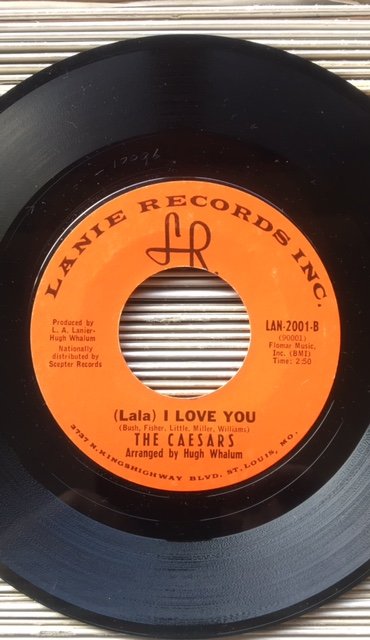 LANIE RECORDS INC.
LR.
Produced by
L. A. Lanier-
Hugh Whalum
Nationally
distributed by
Scepter Records
LAN-2001-B
(90001)
Flomar Music,
Inc. (BMI)
Time: 2:50
(Lala) I LOVE YOU
(Bush, Fisher, Little, Miller, Williams)
THE CAESARS
Arranged by Hugh Whalum
3737 N. KINGSHIGHWAY BLVD. ST. LOUIS, MO.